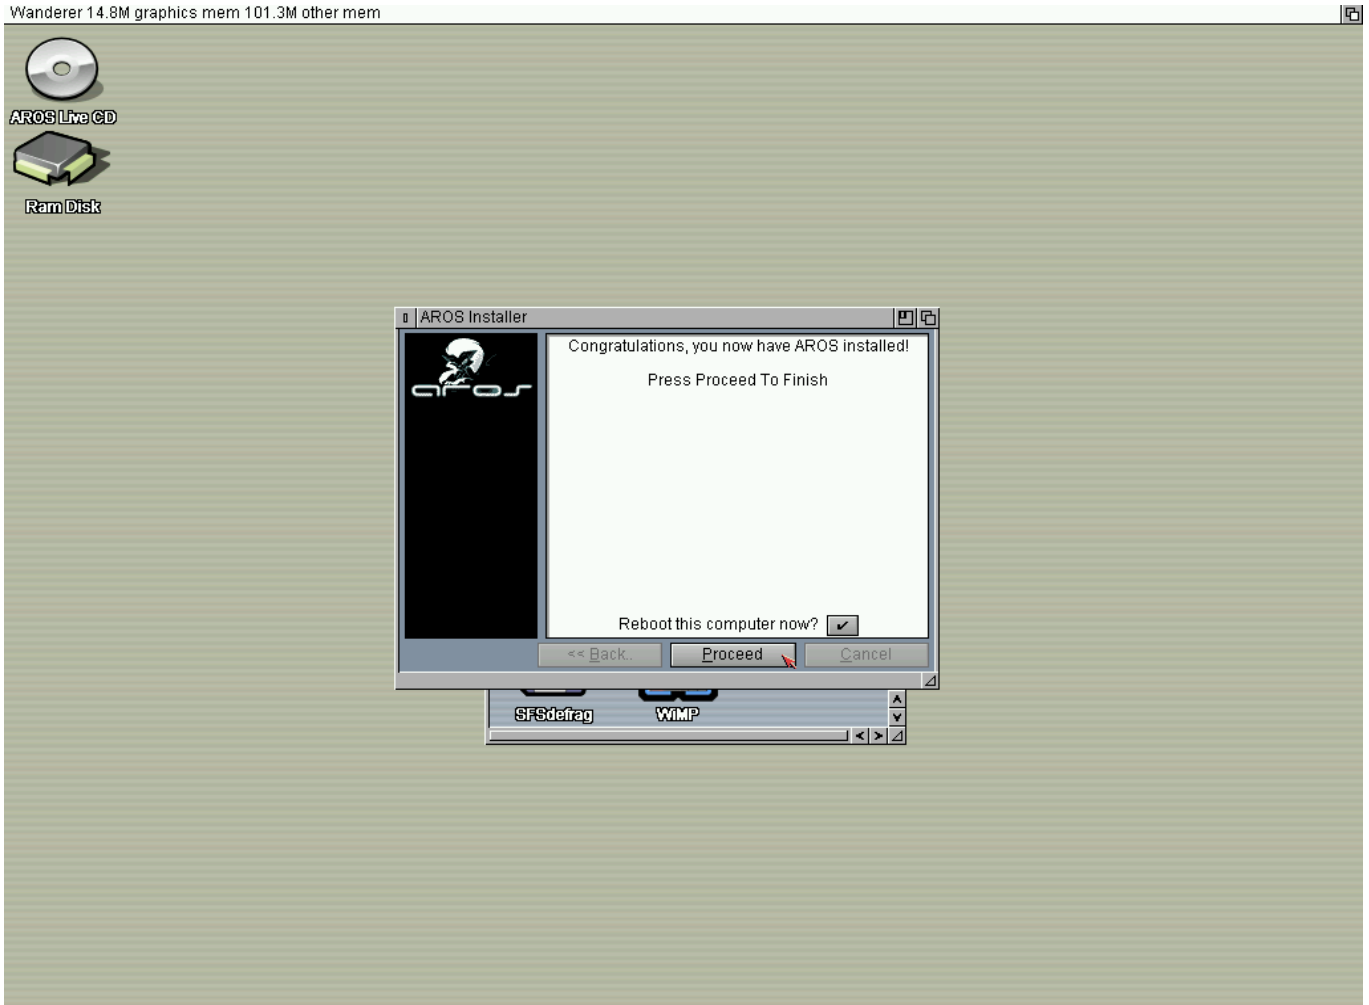 Wanderer 14.8M graphics mem 101.3M other mem
AROS Live CD
Ram Disk
AROS Installer
aros
Congratulations, you now have AROS installed!
Press Proceed To Finish
Reboot this computer now?
<< Back..
Proceed
Cancel
SFSdefrag
WiMP